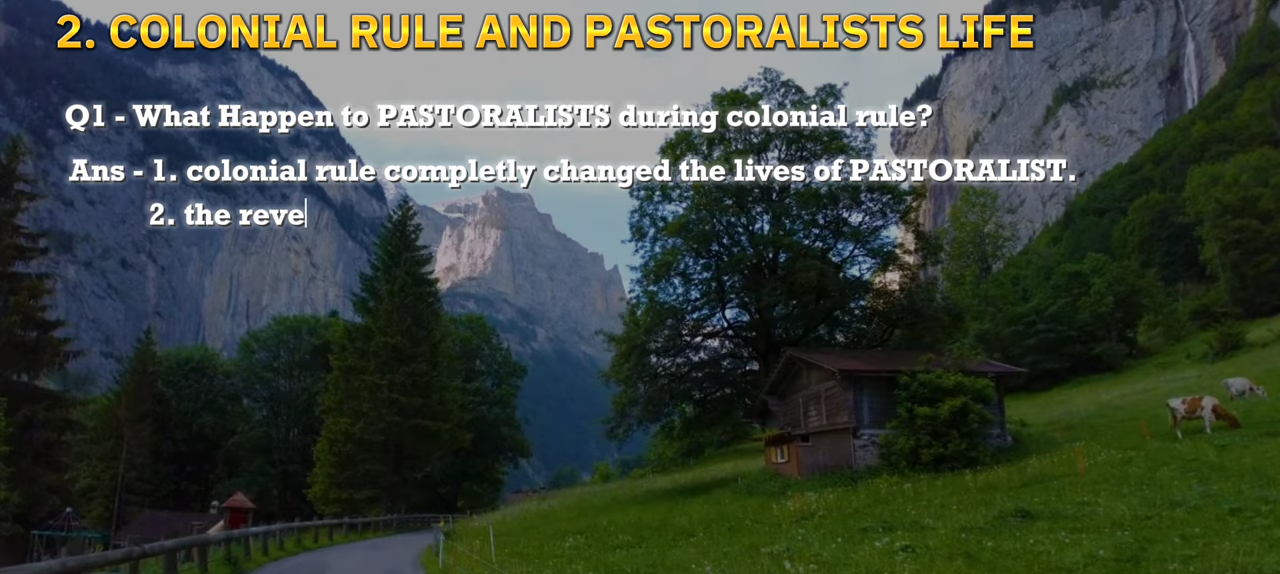 2. COLONIAL RULE AND PASTORALISTS LIFE
Q1 - What Happen to PASTORALISTS during colonial rule?
Ans - 1. colonial rule completly changed the lives of PASTORALIST.
2. the reve